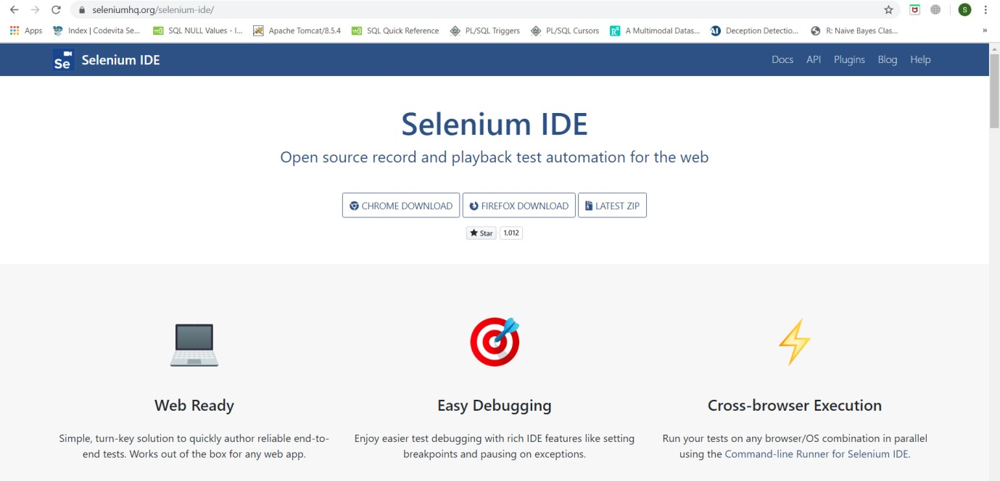 seleniumhq.org/selenium-ide/
S
Apps Index | Codevita Se... SQL NULL Values - I... Apache Tomcat/8.5.4 SQL Quick Reference PL/SQL Triggers PL/SQL Cursors A Multimodal Datas... Deception Detectio... R: Naive Bayes Clas... »
Se Selenium IDE Docs API Plugins Blog Help
Selenium IDE
Open source record and playback test automation for the web
CHROME DOWNLOAD FIREFOX DOWNLOAD LATEST ZIP
Star 1,012
Web Ready Easy Debugging Cross-browser Execution
Simple, turn-key solution to quickly author reliable end-to-
end tests. Works out of the box for any web app.
Enjoy easier test debugging with rich IDE features like setting
breakpoints and pausing on exceptions.
Run your tests on any browser/OS combination in parallel
using the Command-line Runner for Selenium IDE.